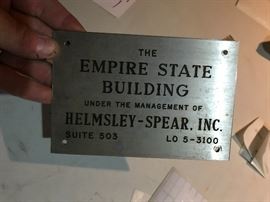 THE
EMPIRE STATE
BUILDING
UNDER THE MANAGEMENT OF
HELMSLEY-SPEAR, INC.
SUITE 503 LO 5-3100